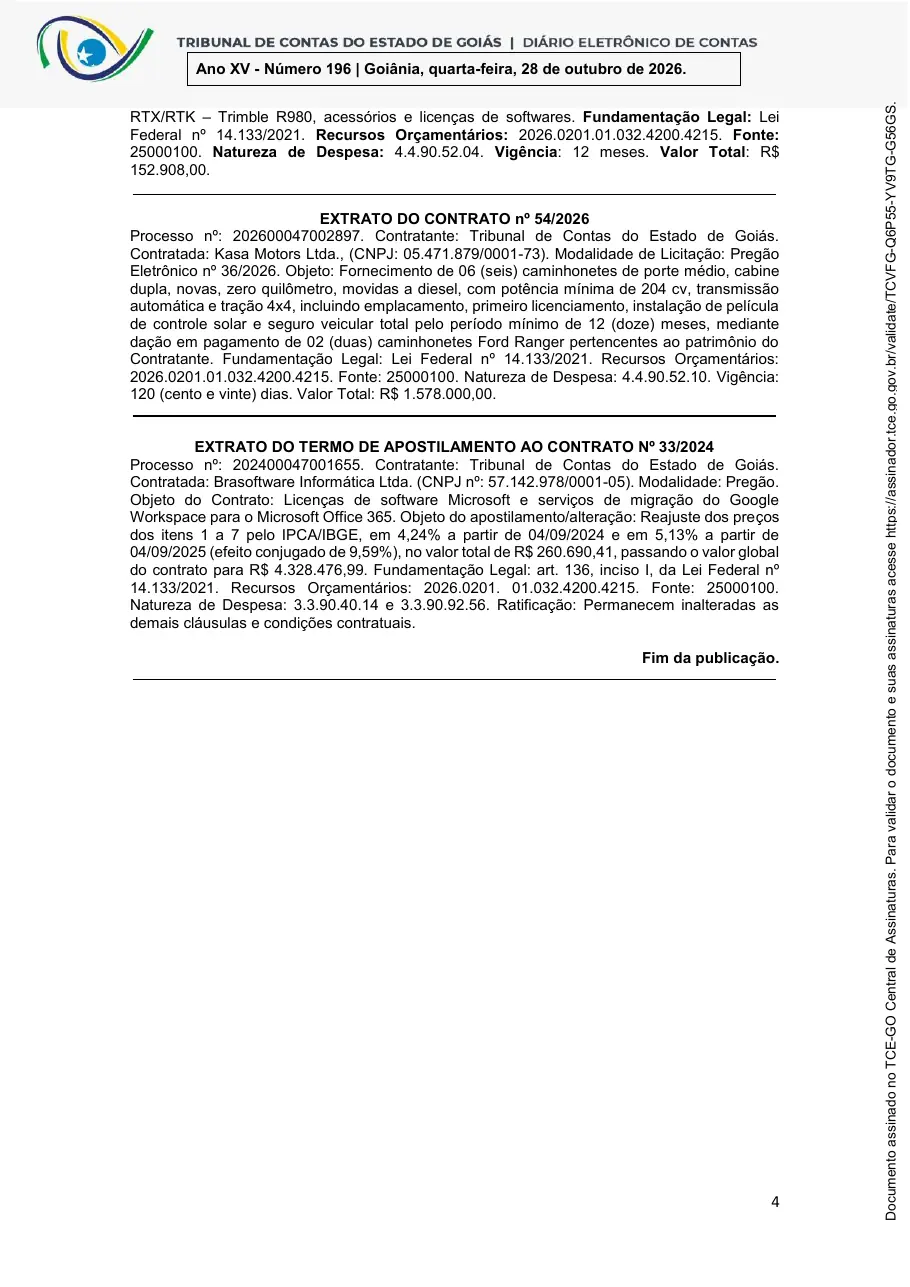 TRIBUNAL DE CONTAS DO ESTADO DE GOIÁS | DIÁRIO ELETRÔNICO DE CONTAS
Ano XV - Número 196 | Goiânia, quarta-feira, 28 de outubro de 2026.
RTX/RTK – Trimble R980, acessórios e licenças de softwares. Fundamentação Legal: Lei
Federal nº 14.133/2021. Recursos Orçamentários: 2026.0201.01.032.4200.4215. Fonte:
25000100. Natureza de Despesa: 4.4.90.52.04. Vigência: 12 meses. Valor Total: R$
152.908,00.
EXTRATO DO CONTRATO nº 54/2026
Processo nº: 202600047002897. Contratante: Tribunal de Contas do Estado de Goiás.
Contratada: Kasa Motors Ltda., (CNPJ: 05.471.879/0001-73). Modalidade de Licitação: Pregão
Eletrônico nº 36/2026. Objeto: Fornecimento de 06 (seis) caminhonetes de porte médio, cabine
dupla, novas, zero quilômetro, movidas a diesel, com potência mínima de 204 cv, transmissão
automática e tração 4x4, incluindo emplacamento, primeiro licenciamento, instalação de película
de controle solar e seguro veicular total pelo período mínimo de 12 (doze) meses, mediante
dação em pagamento de 02 (duas) caminhonetes Ford Ranger pertencentes ao patrimônio do
Contratante. Fundamentação Legal: Lei Federal nº 14.133/2021. Recursos Orçamentários:
2026.0201.01.032.4200.4215. Fonte: 25000100. Natureza de Despesa: 4.4.90.52.10. Vigência:
120 (cento e vinte) dias. Valor Total: R$ 1.578.000,00.
EXTRATO DO TERMO DE APOSTILAMENTO AO CONTRATO Nº 33/2024
Processo nº: 202400047001655. Contratante: Tribunal de Contas do Estado de Goiás.
Contratada: Brasoftware Informática Ltda. (CNPJ nº: 57.142.978/0001-05). Modalidade: Pregão.
Objeto do Contrato: Licenças de software Microsoft e serviços de migração do Google
Workspace para o Microsoft Office 365. Objeto do apostilamento/alteração: Reajuste dos preços
dos itens 1 a 7 pelo IPCA/IBGE, em 4,24% a partir de 04/09/2024 e em 5,13% a partir de
04/09/2025 (efeito conjugado de 9,59%), no valor total de R$ 260.690,41, passando o valor global
do contrato para R$ 4.328.476,99. Fundamentação Legal: art. 136, inciso I, da Lei Federal nº
14.133/2021. Recursos Orçamentários: 2026.0201. 01.032.4200.4215. Fonte: 25000100.
Natureza de Despesa: 3.3.90.40.14 e 3.3.90.92.56. Ratificação: Permanecem inalteradas as
demais cláusulas e condições contratuais.
Fim da publicação.
4
Documento assinado no TCE-GO Central de Assinaturas. Para validar o documento e suas assinaturas acesse https://assinador.tce.go.gov.br/validate/TCVFG-Q6P55-YV9TG-G56GS.